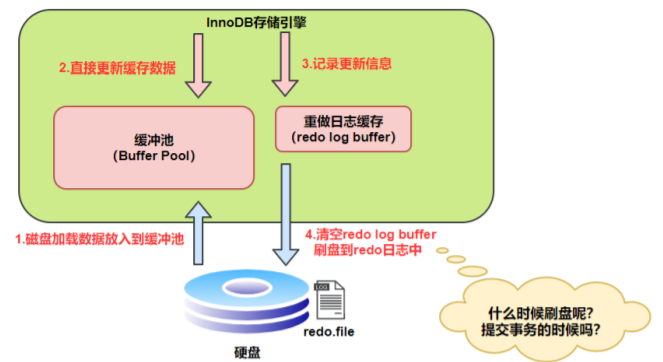 InnoDB存储引擎
2.直接更新缓存数据
3.记录更新信息
缓冲池
（Buffer Pool）
重做日志缓存
（redo log buffer）
1.磁盘加载数据放入到缓冲池
4.清空redo log buffer
刷盘到redo日志中
什么时候刷盘呢？
提交事务的时候吗？
LOG
redo.file
硬盘